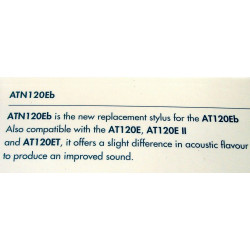 ATN120Eb
ATN120Eb is the new replacement stylus for the AT120Eb
Also compatible with the AT120E, AT120E II
and AT120ET, it offers a slight difference in acoustic flavour
to produce an improved sound.